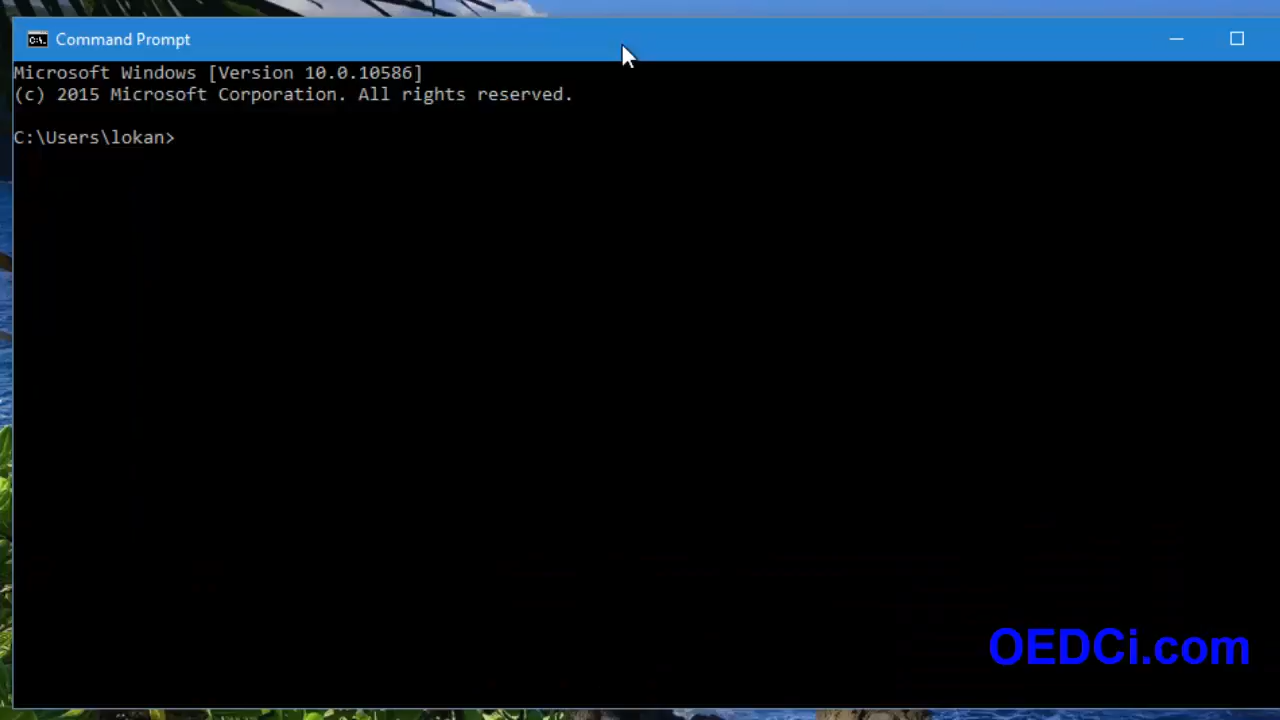 Command Prompt
Microsoft Windows [Version 10.0.10586]
(c) 2015 Microsoft Corporation. All rights reserved.
C:\Users\lokan>
OEDCi.com